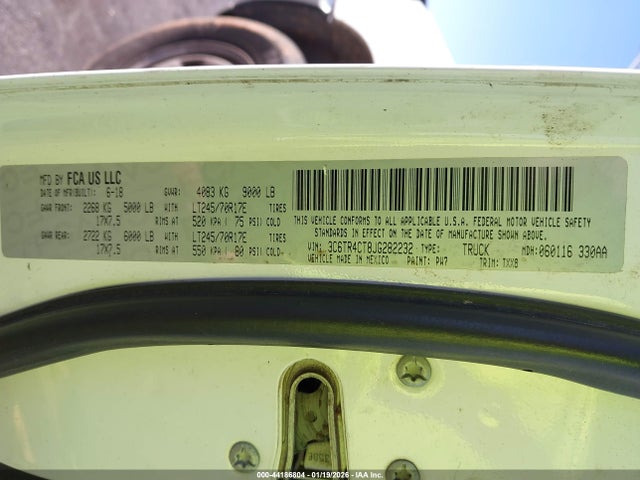 MFD BY FCA US LLC
DATE OF MFR(BUILT): 6-18 GVWR: 4083 KG 9000 LB
GAWR FRONT: 2268 KG 5000 LB WITH LT245/70R17E TIRES
17X7.5 RIMS AT 520 KPA ( 75 PSI) COLD
GAWR REAR: 2722 KG 6000 LB WITH LT245/70R17E TIRES
17X7.5 RIMS AT 550 KPA ( 80 PSI) COLD
THIS VEHICLE CONFORMS TO ALL APPLICABLE U.S.A. FEDERAL MOTOR VEHICLE SAFETY
STANDARDS IN EFFECT ON THE DATE OF MANUFACTURE SHOWN ABOVE.
VIN: 3C6TR4CT0JG282232 TYPE: TRUCK MDH: 060116 330AA
VEHICLE MADE IN MEXICO PAINT: PW7 TRIM: TXX8
000-44186804 - 01/19/2026 - IAAI.COM